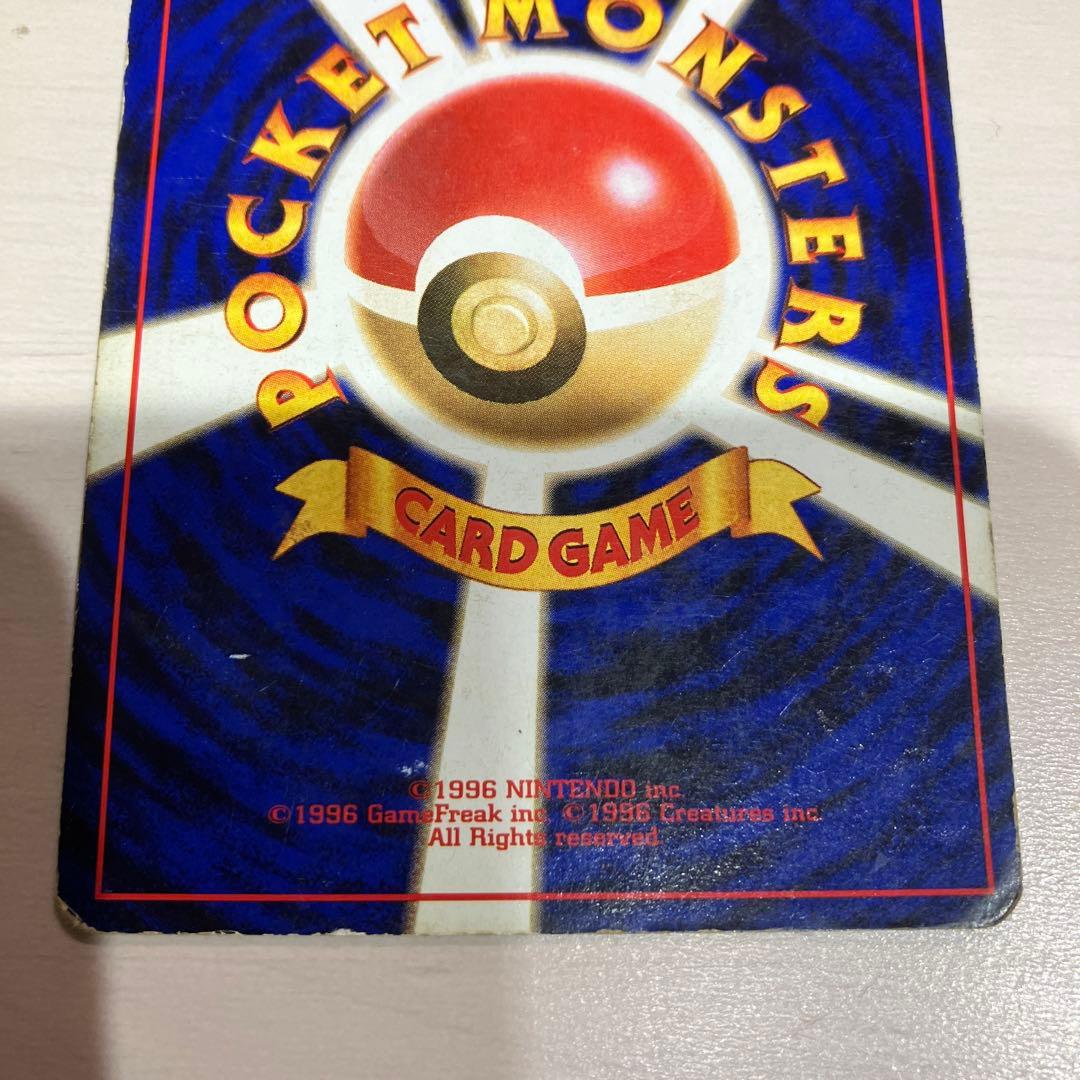 POCKET MONSTERS
CARD GAME
©1996 NINTENDO inc
©1996 GameFreak inc. ©1996 Creatures inc.
All Rights reserved.